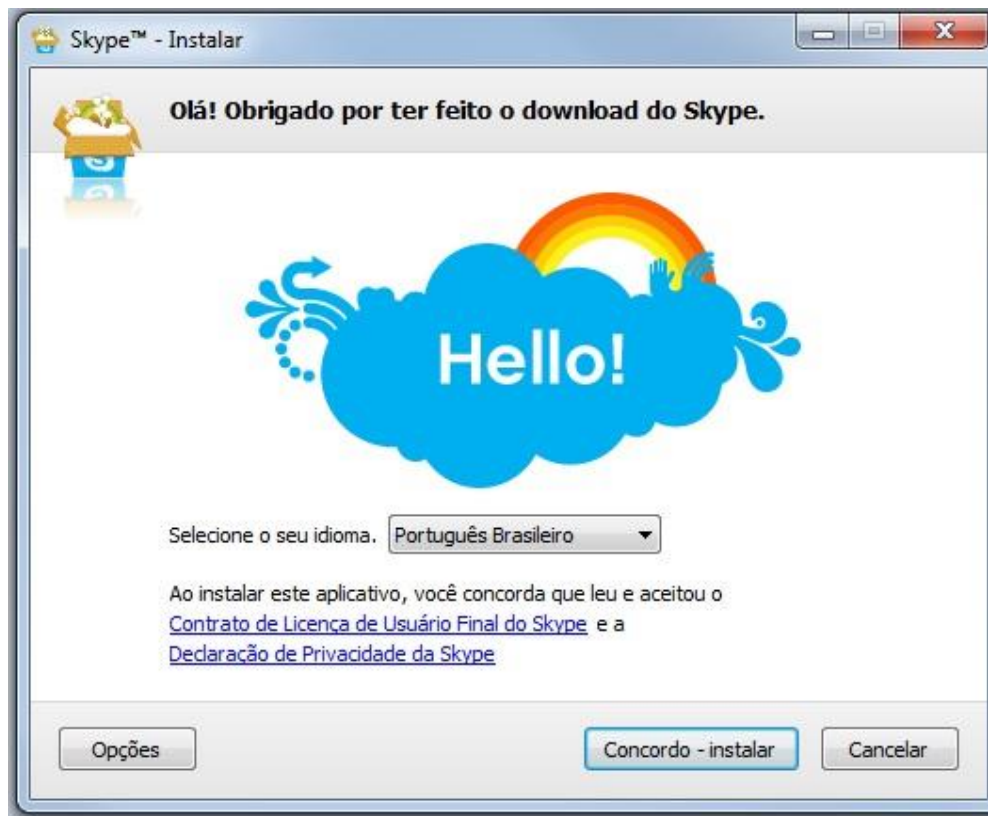 Skype™ - Instalar
Olá! Obrigado por ter feito o download do Skype.
Hello!
Selecione o seu idioma. Português Brasileiro
Ao instalar este aplicativo, você concorda que leu e aceitou o
Contrato de Licença de Usuário Final do Skype e a
Declaração de Privacidade da Skype
Opções Concordo - instalar Cancelar